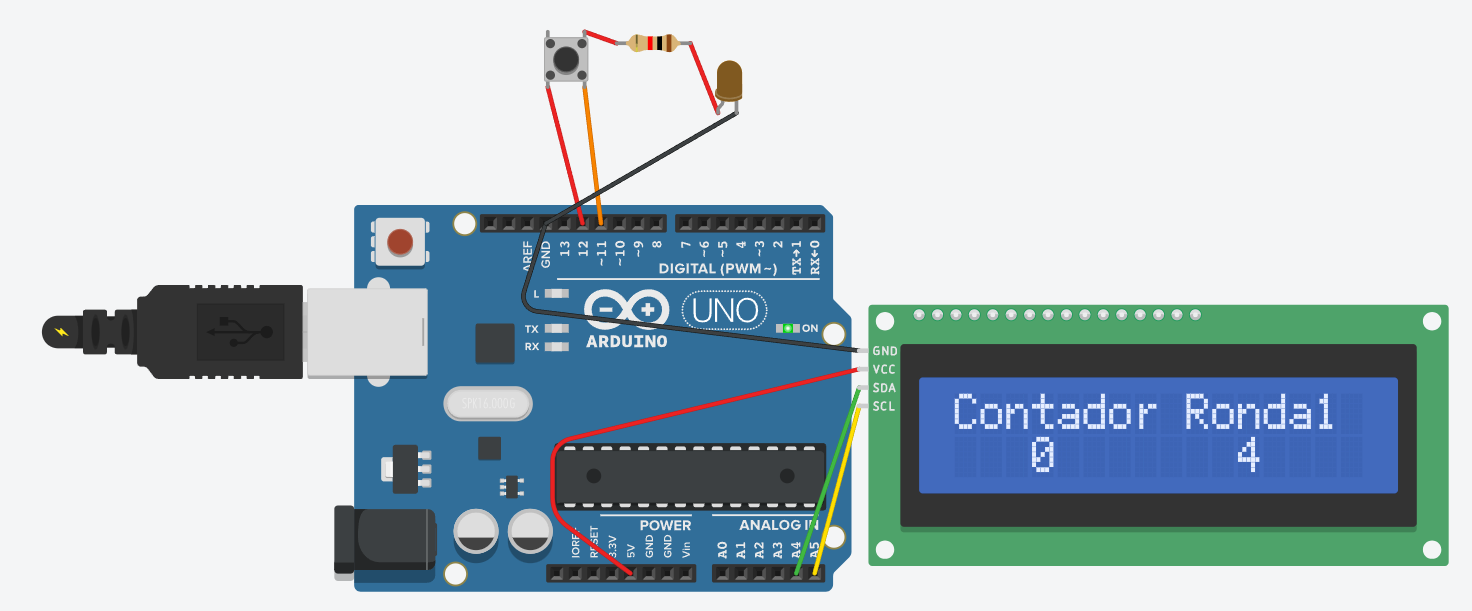 AREF
GND
13
12
~11
~10
~9
8
7
~6
~5
4
~3
2
TX→1
RX←0
DIGITAL (PWM~)
L
TX
RX
UNO
ARDUINO
ON
GND
VCC
SDA
SCL
Contador Ronda1
0 4
SPK16.000G
POWER
ANALOG IN
IOREF
RESET
3.3V
5V
GND
GND
Vin
A0
A1
A2
A3
A4
A5